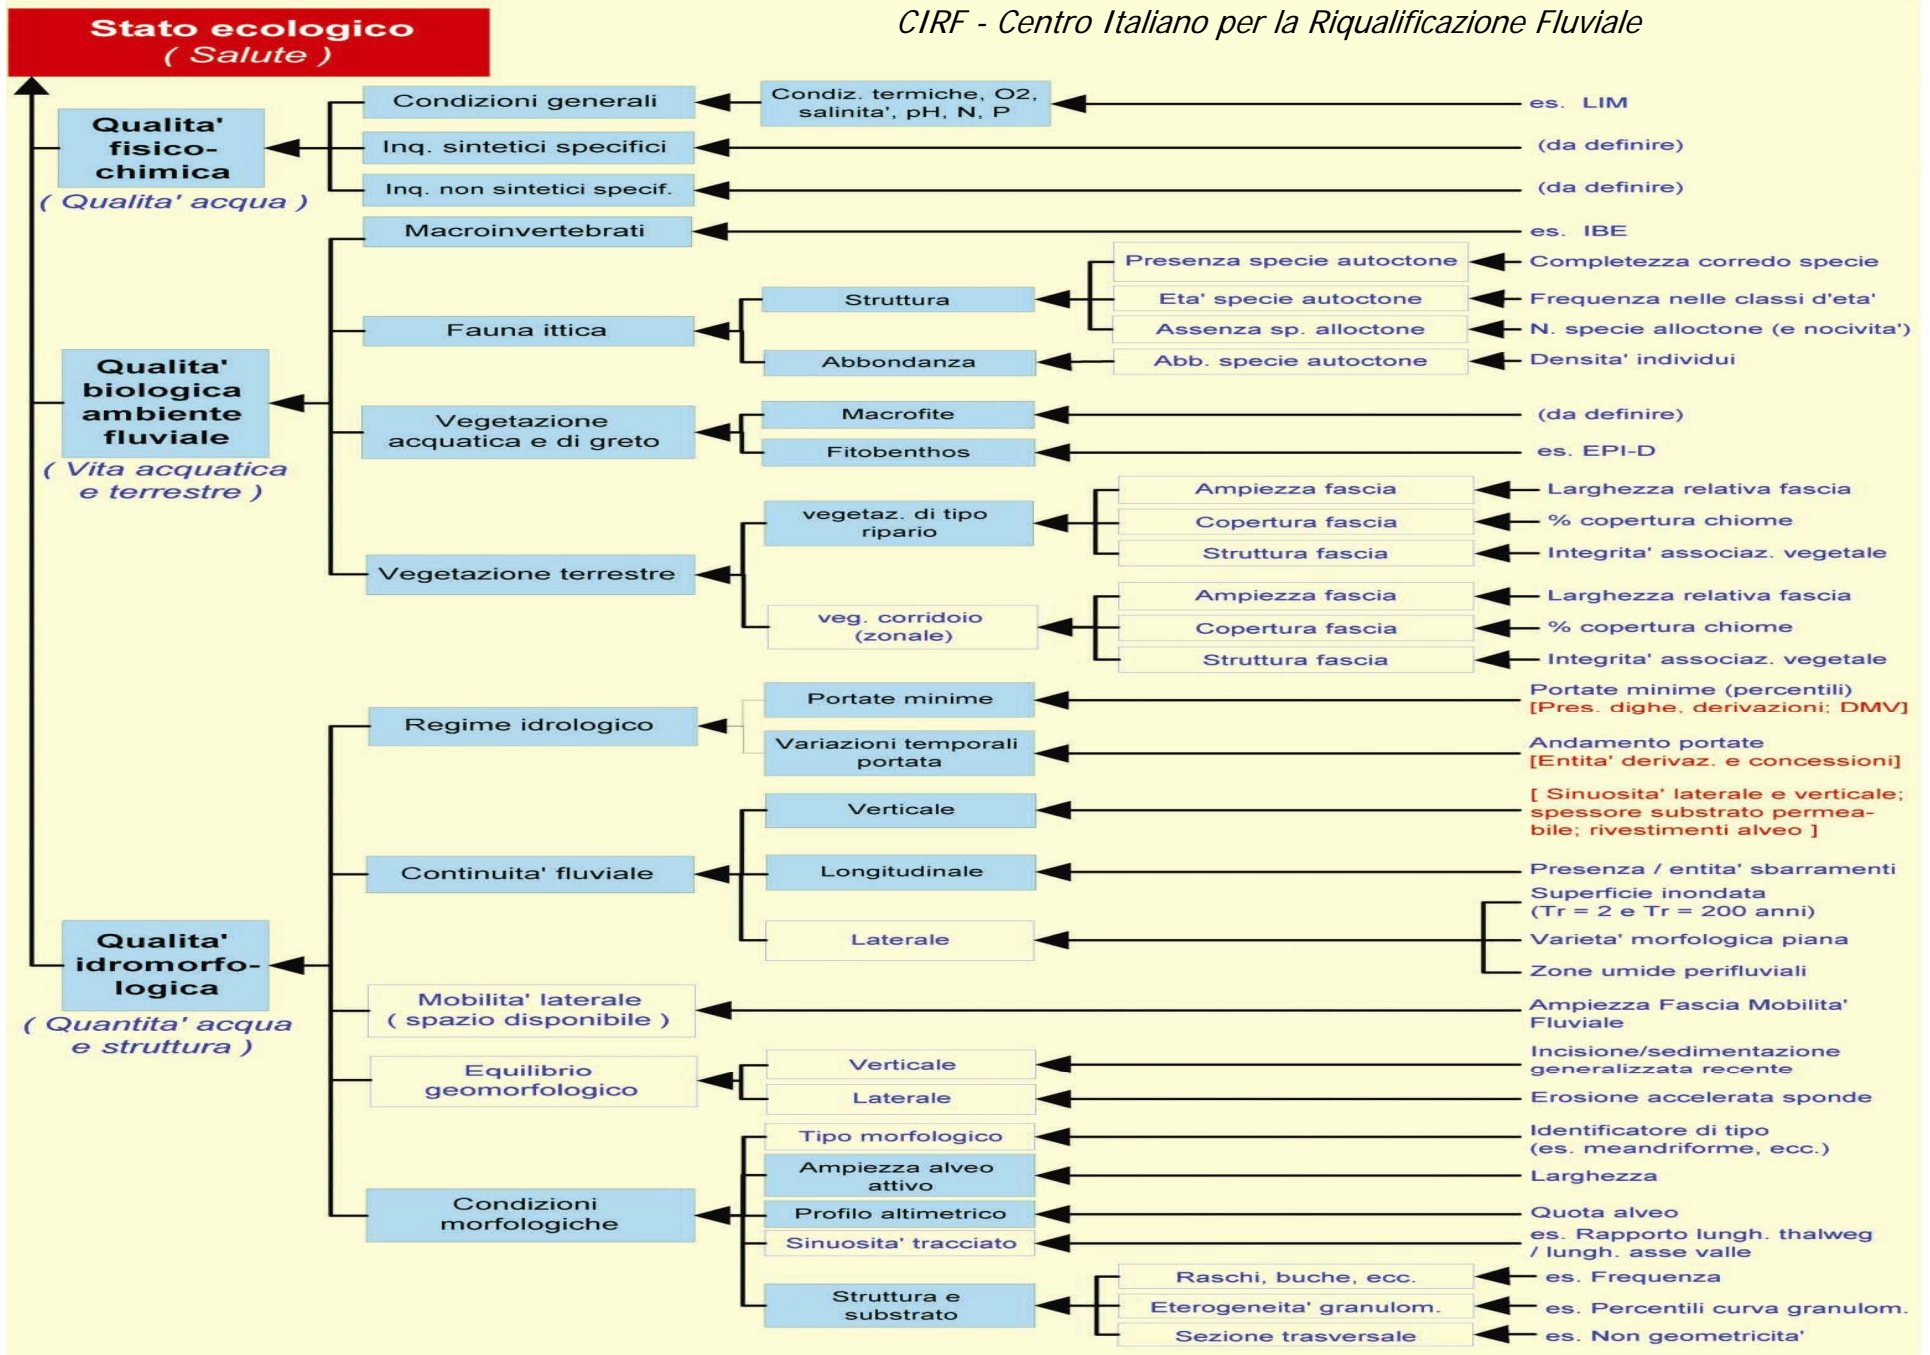 CIRF - Centro Italiano per la Riqualificazione Fluviale
Stato ecologico
( Salute )
Qualita'
fisico-
chimica
( Qualita' acqua )
Condizioni generali
Condiz. termiche, O2,
salinita', pH, N, P
es. LIM
Inq. sintetici specifici
(da definire)
Inq. non sintetici specif.
(da definire)
Qualita'
biologica
ambiente
fluviale
( Vita acquatica
e terrestre )
Macroinvertebrati
es. IBE
Fauna ittica
Struttura
Presenza specie autoctone
Completezza corredo specie
Eta' specie autoctone
Frequenza nelle classi d'eta'
Assenza sp. alloctone
N. specie alloctone (e nocivita')
Abbondanza
Abb. specie autoctone
Densita' individui
Vegetazione
acquatica e di greto
Macrofite
(da definire)
Fitobenthos
es. EPI-D
Vegetazione terrestre
vegetaz. di tipo
ripario
Ampiezza fascia
Larghezza relativa fascia
Copertura fascia
% copertura chiome
Struttura fascia
Integrita' associaz. vegetale
veg. corridoio
(zonale)
Ampiezza fascia
Larghezza relativa fascia
Copertura fascia
% copertura chiome
Struttura fascia
Integrita' associaz. vegetale
Qualita'
idromorfo-
logica
( Quantita' acqua
e struttura )
Regime idrologico
Portate minime
Portate minime (percentili)
[Pres. dighe, derivazioni; DMV]
Variazioni temporali
portata
Andamento portate
[Entita' derivaz. e concessioni]
Continuita' fluviale
Verticale
[ Sinuosita' laterale e verticale;
spessore substrato permea-
bile; rivestimenti alveo ]
Longitudinale
Presenza / entita' sbarramenti
Laterale
Superficie inondata
(Tr = 2 e Tr = 200 anni)
Varieta' morfologica piana
Zone umide perifluviali
Mobilita' laterale
( spazio disponibile )
Ampiezza Fascia Mobilita'
Fluviale
Equilibrio
geomorfologico
Verticale
Incisione/sedimentazione
generalizzata recente
Laterale
Erosione accelerata sponde
Condizioni
morfologiche
Tipo morfologico
Identificatore di tipo
(es. meandriforme, ecc.)
Ampiezza alveo
attivo
Larghezza
Profilo altimetrico
Quota alveo
Sinuosita' tracciato
es. Rapporto lungh. thalweg
/ lungh. asse valle
Struttura e
substrato
Raschi, buche, ecc.
es. Frequenza
Eterogeneita' granulom.
es. Percentili curva granulom.
Sezione trasversale
es. Non geometricita'